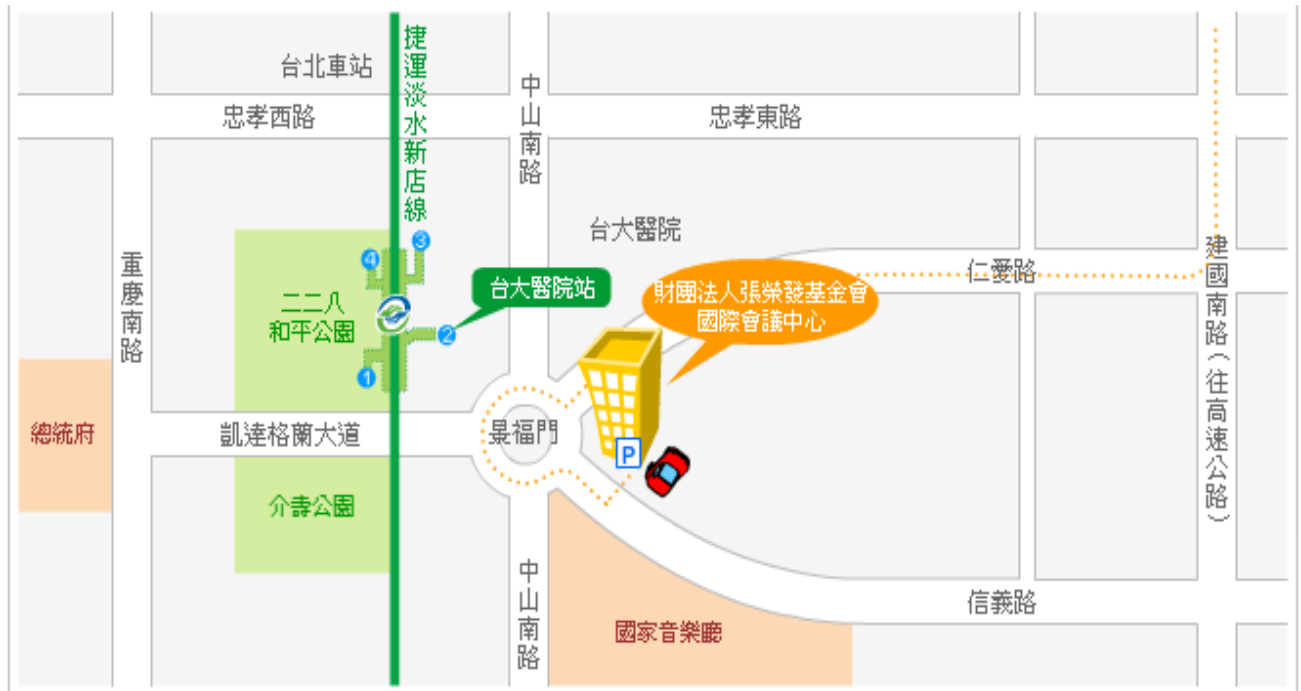 台北車站
捷運淡水新店線
中山南路
忠孝西路
忠孝東路
台大醫院
重慶南路
4
3
二二八
和平公園
台大醫院站
2
1
財團法人張榮發基金會
國際會議中心
仁愛路
建國南路(往高速公路)
總統府
凱達格蘭大道
景福門
P
介壽公園
中山南路
國家音樂廳
信義路